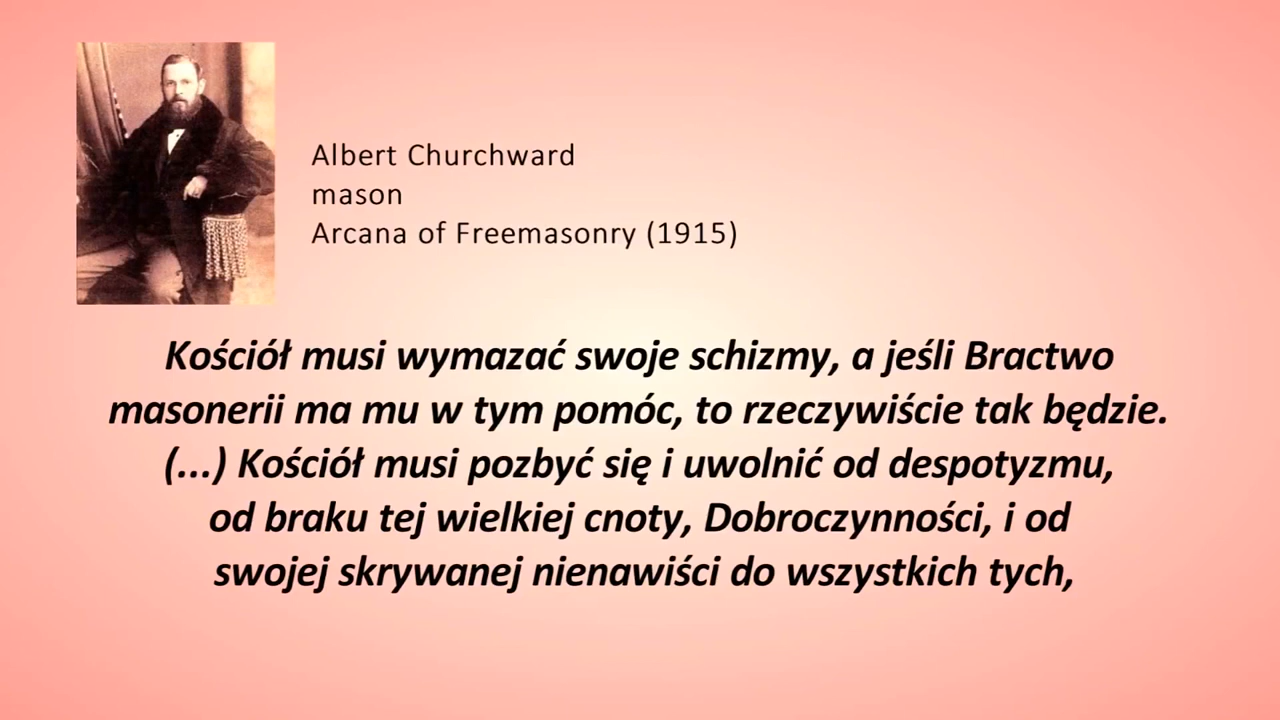 Albert Churchward
mason
Arcana of Freemasonry (1915)
Kościół musi wymazać swoje schizmy, a jeśli Bractwo
masonerii ma mu w tym pomóc, to rzeczywiście tak będzie.
(...) Kościół musi pozbyć się i uwolnić od despotyzmu,
od braku tej wielkiej cnoty, Dobroczynności, i od
swojej skrywanej nienawiści do wszystkich tych,